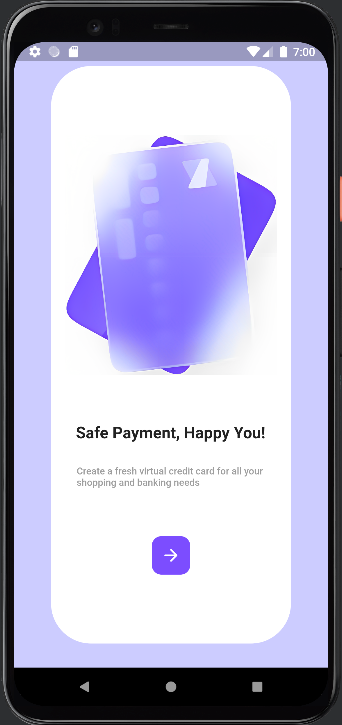 7:00
Safe Payment, Happy You!
Create a fresh virtual credit card for all your
shopping and banking needs